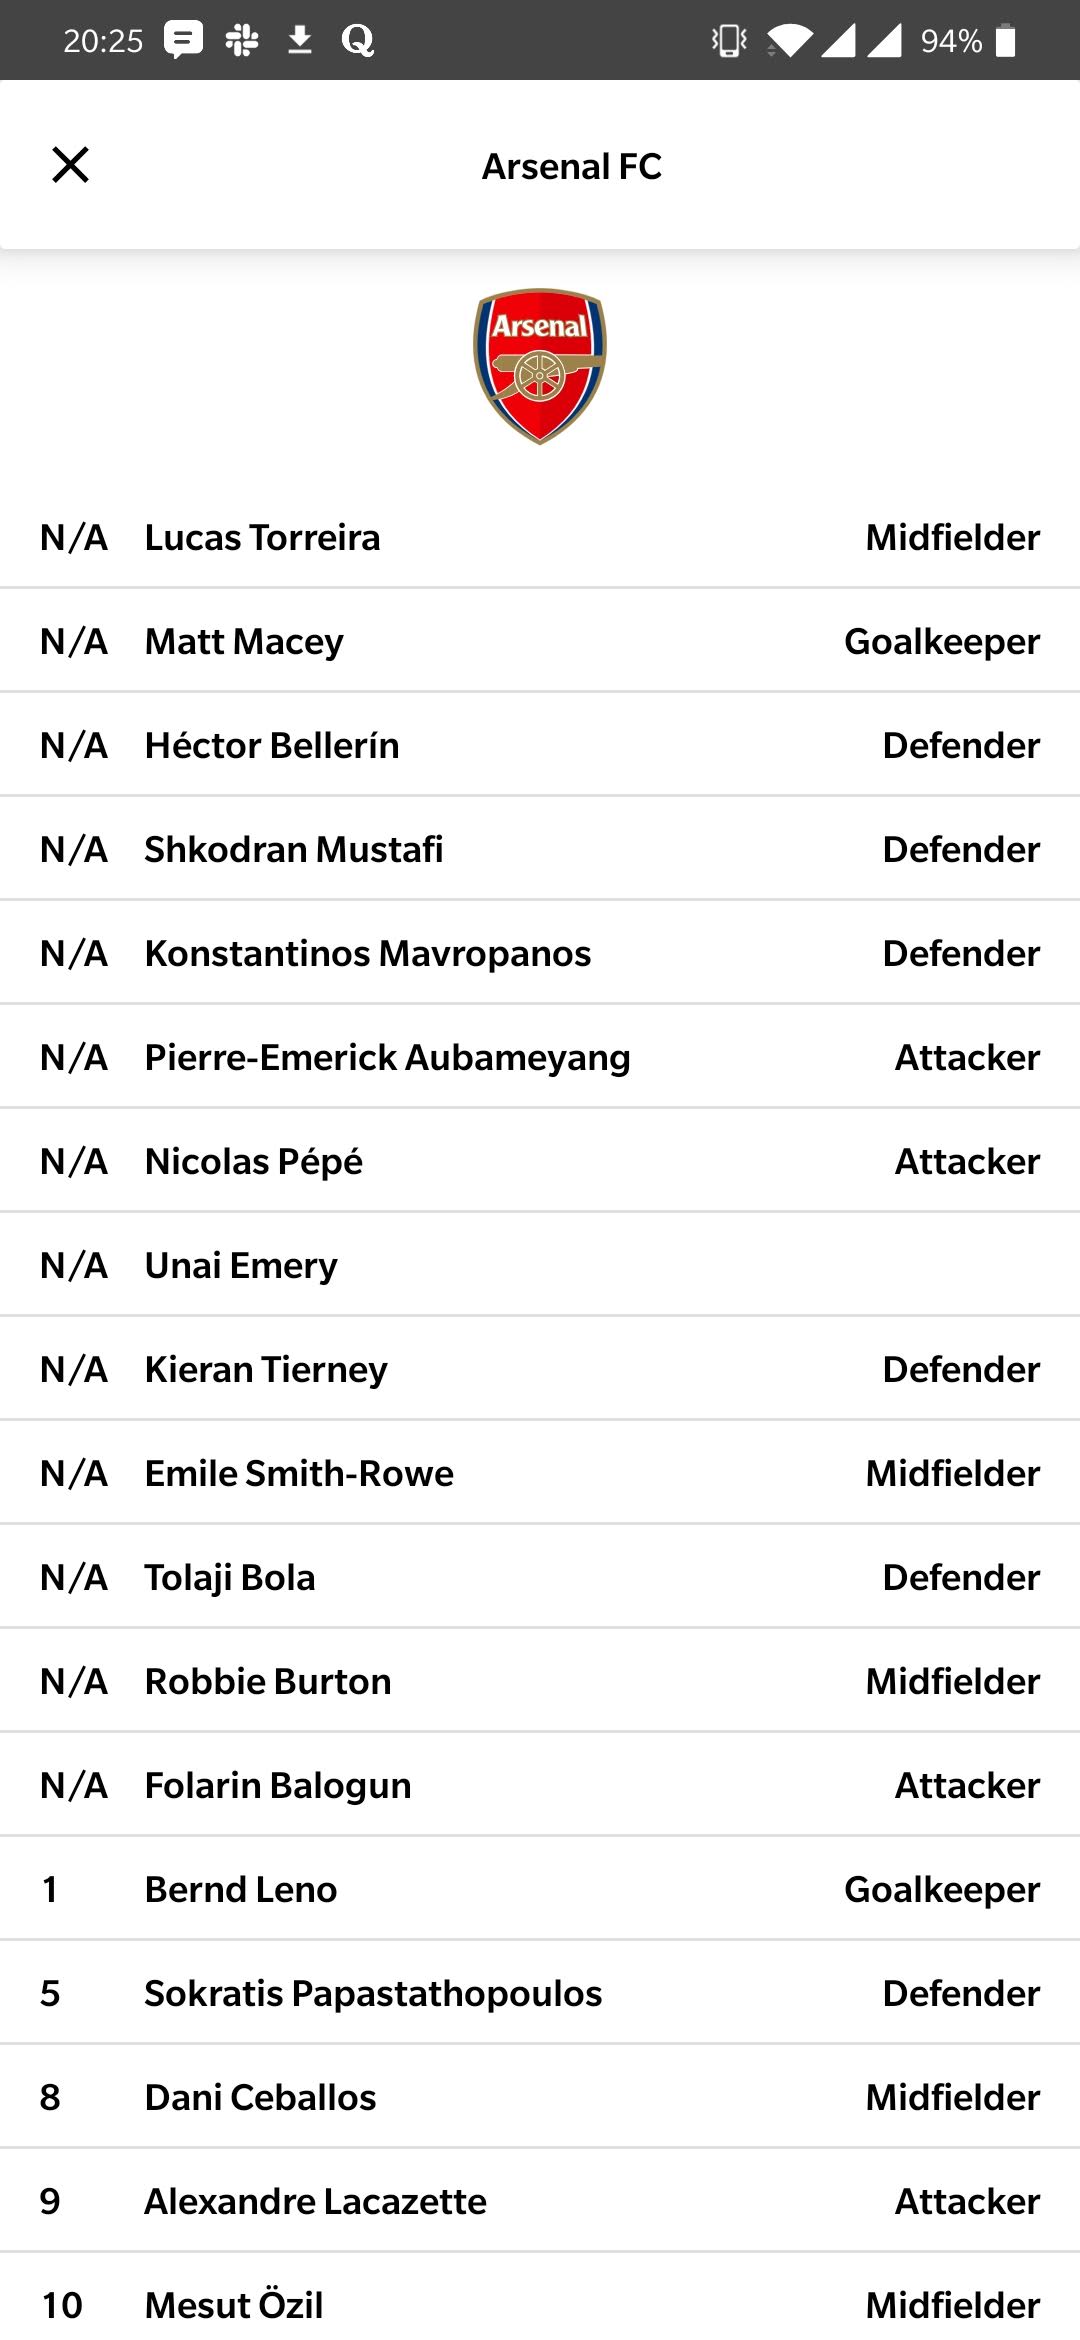 20:25 94%
Arsenal FC
Arsenal
N/A Lucas Torreira Midfielder
N/A Matt Macey Goalkeeper
N/A Héctor Bellerín Defender
N/A Shkodran Mustafi Defender
N/A Konstantinos Mavropanos Defender
N/A Pierre-Emerick Aubameyang Attacker
N/A Nicolas Pépé Attacker
N/A Unai Emery
N/A Kieran Tierney Defender
N/A Emile Smith-Rowe Midfielder
N/A Tolaji Bola Defender
N/A Robbie Burton Midfielder
N/A Folarin Balogun Attacker
1 Bernd Leno Goalkeeper
5 Sokratis Papastathopoulos Defender
8 Dani Ceballos Midfielder
9 Alexandre Lacazette Attacker
10 Mesut Özil Midfielder